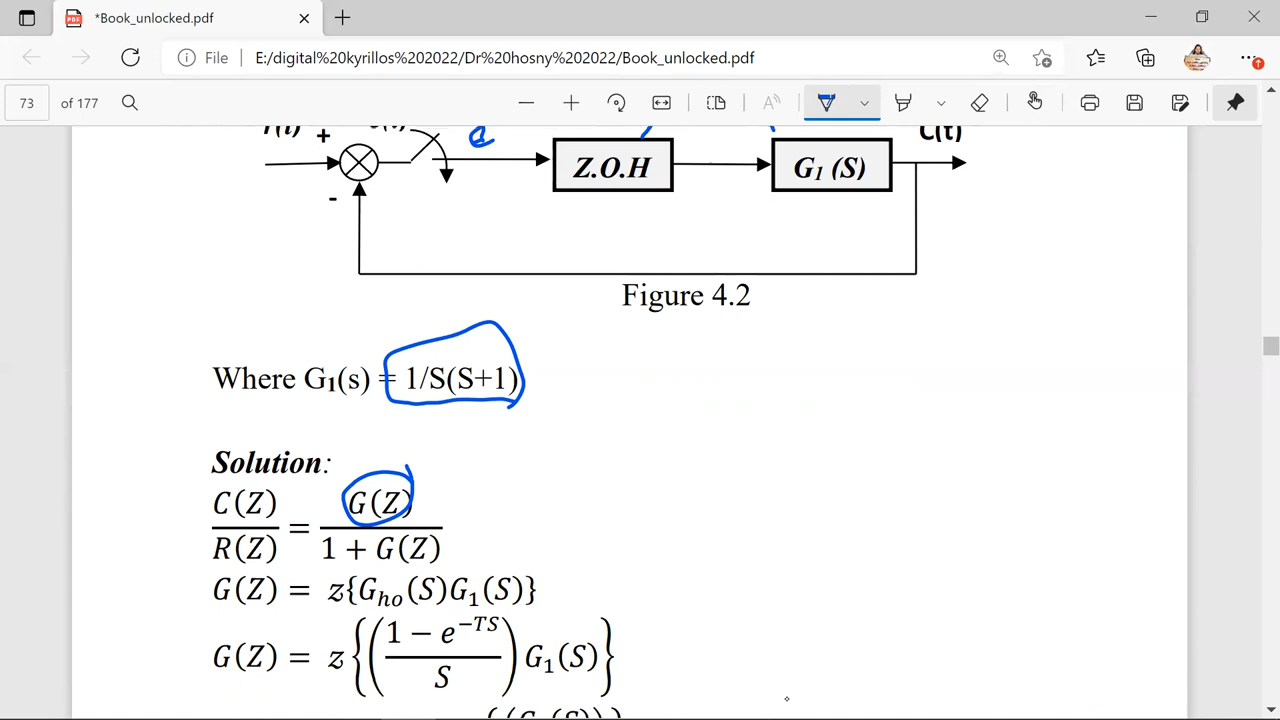 *Book_unlocked.pdf
File E:/digital%20kyrillos%202022/Dr%20hosny%202022/Book_unlocked.pdf
73 of 177
+ C(t)
a
Z.O.H G₁ (S)
-
Figure 4.2
Where G₁(s) = 1/S(S+1)
Solution:
C(Z)/R(Z) = G(Z)/1 + G(Z)
G(Z) = z{G_ho(S)G₁(S)}
G(Z) = z{((1 − e^−TS)/S) G₁(S)}